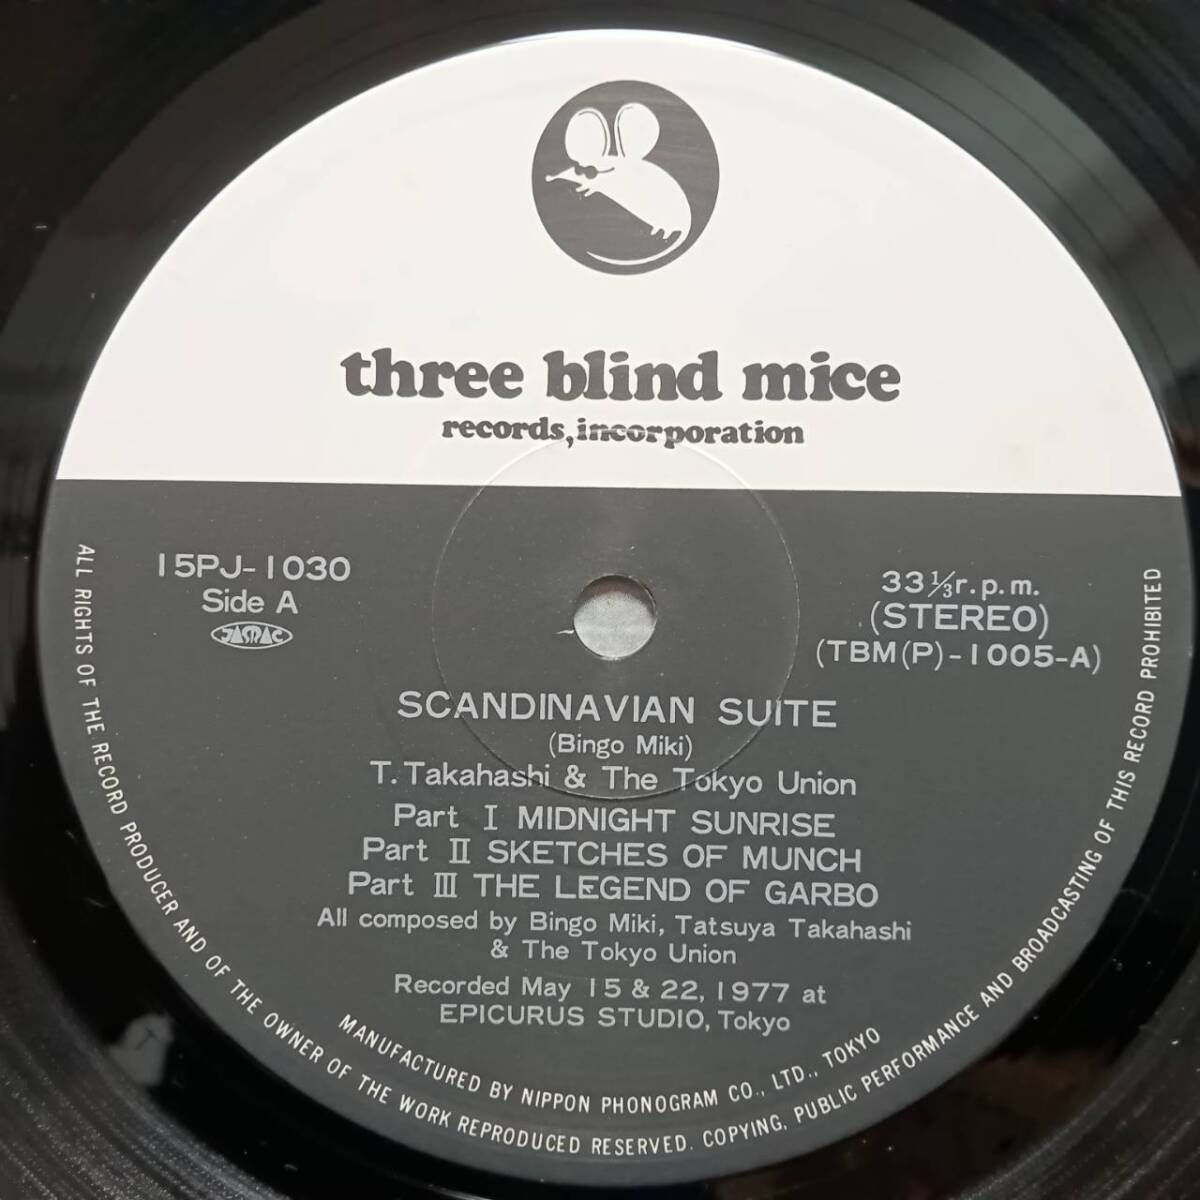 three blind mice
records, incorporation
15PJ-1030
Side A
JASRAC
33 1/3 r.p.m.
(STEREO)
(TBM(P)-1005-A)
SCANDINAVIAN SUITE
(Bingo Miki)
T. Takahashi & The Tokyo Union
Part I MIDNIGHT SUNRISE
Part II SKETCHES OF MUNCH
Part III THE LEGEND OF GARBO
All composed by Bingo Miki, Tatsuya Takahashi
& The Tokyo Union
Recorded May 15 & 22, 1977 at
EPICURUS STUDIO, Tokyo
MANUFACTURED BY NIPPON PHONOGRAM CO., LTD., TOKYO
ALL RIGHTS OF THE RECORD PRODUCER AND OF THE OWNER OF THE WORK REPRODUCED RESERVED. COPYING, PUBLIC PERFORMANCE AND BROADCASTING OF THIS RECORD PROHIBITED